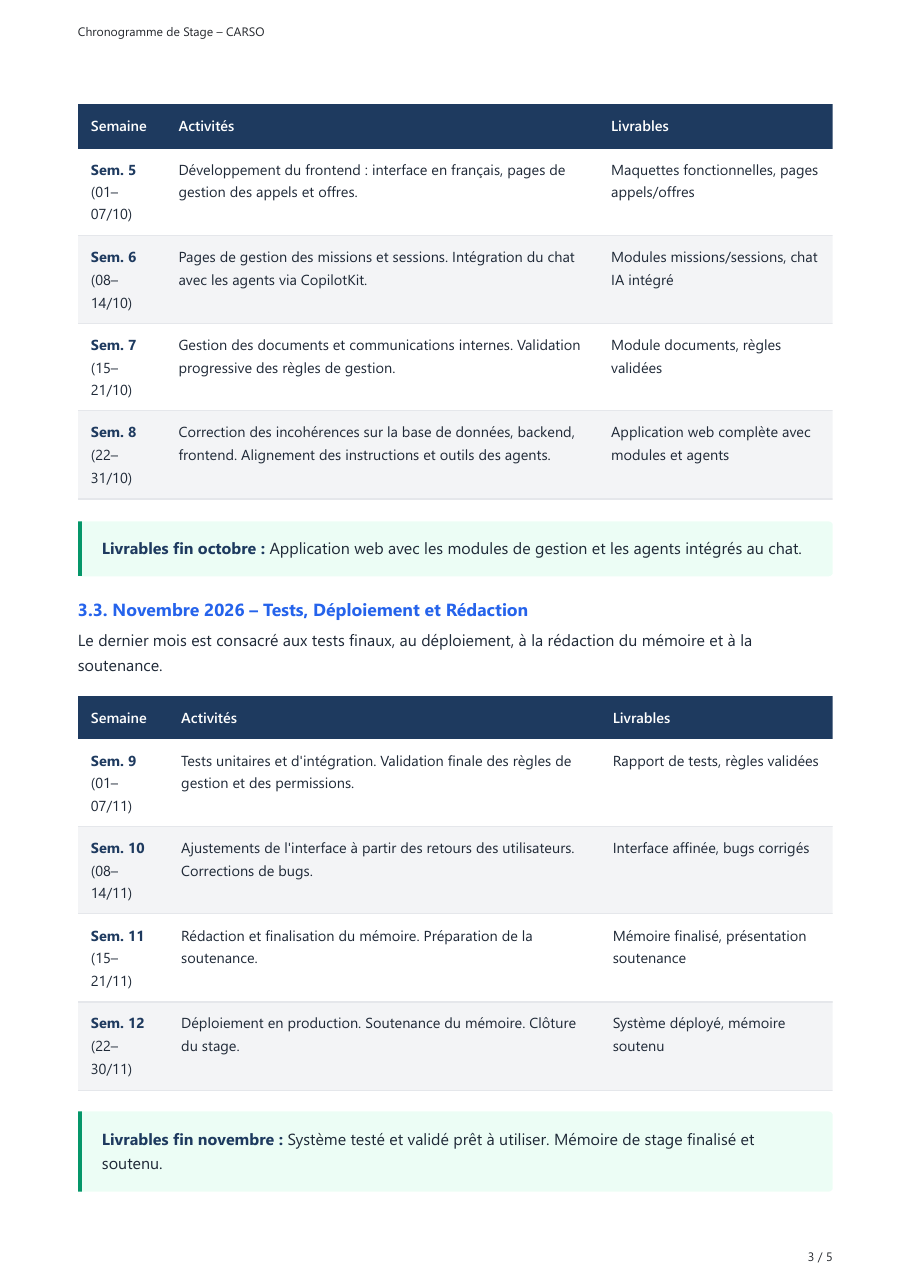 Chronogramme de Stage – CARSO
Semaine Activités Livrables
Sem. 5 Développement du frontend : interface en français, pages de Maquettes fonctionnelles, pages
(01– gestion des appels et offres. appels/offres
07/10)
Sem. 6 Pages de gestion des missions et sessions. Intégration du chat Modules missions/sessions, chat
(08– avec les agents via CopilotKit. IA intégré
14/10)
Sem. 7 Gestion des documents et communications internes. Validation Module documents, règles
(15– progressive des règles de gestion. validées
21/10)
Sem. 8 Correction des incohérences sur la base de données, backend, Application web complète avec
(22– frontend. Alignement des instructions et outils des agents. modules et agents
31/10)
Livrables fin octobre : Application web avec les modules de gestion et les agents intégrés au chat.
3.3. Novembre 2026 – Tests, Déploiement et Rédaction
Le dernier mois est consacré aux tests finaux, au déploiement, à la rédaction du mémoire et à la
soutenance.
Semaine Activités Livrables
Sem. 9 Tests unitaires et d'intégration. Validation finale des règles de Rapport de tests, règles validées
(01– gestion et des permissions.
07/11)
Sem. 10 Ajustements de l'interface à partir des retours des utilisateurs. Interface affinée, bugs corrigés
(08– Corrections de bugs.
14/11)
Sem. 11 Rédaction et finalisation du mémoire. Préparation de la Mémoire finalisé, présentation
(15– soutenance. soutenance
21/11)
Sem. 12 Déploiement en production. Soutenance du mémoire. Clôture Système déployé, mémoire
(22– du stage. soutenu
30/11)
Livrables fin novembre : Système testé et validé prêt à utiliser. Mémoire de stage finalisé et
soutenu.
3 / 5